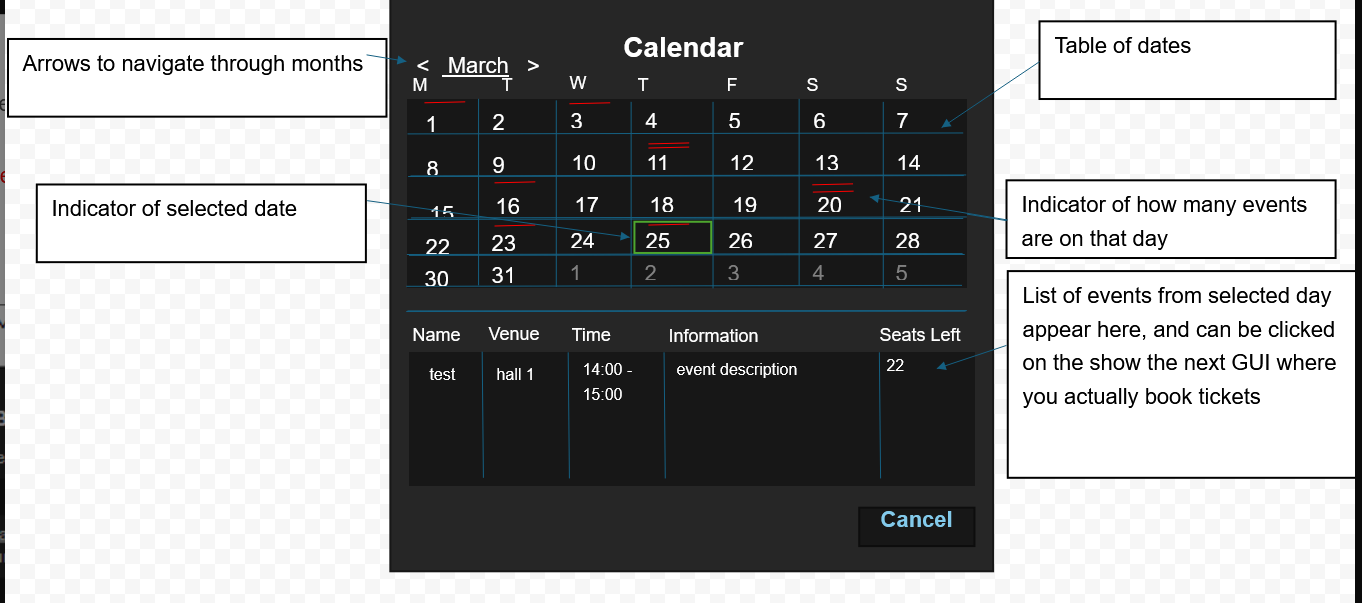 Calendar
< March >
M T W T F S S
1 2 3 4 5 6 7
8 9 10 11 12 13 14
15 16 17 18 19 20 21
22 23 24 25 26 27 28
30 31 1 2 3 4 5
Name Venue Time Information Seats Left
test hall 1 14:00 - event description 22
15:00
Cancel
Arrows to navigate through months
Indicator of selected date
Table of dates
Indicator of how many events
are on that day
List of events from selected day
appear here, and can be clicked
on the show the next GUI where
you actually book tickets